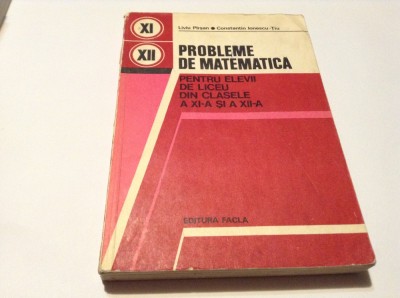 XI
XII
Liviu Pîrșan • Constantin Ionescu-Țiu
PROBLEME
DE MATEMATICA
PENTRU ELEVII
DE LICEU
DIN CLASELE
A XI-A ȘI A XII-A
EDITURA FACLA